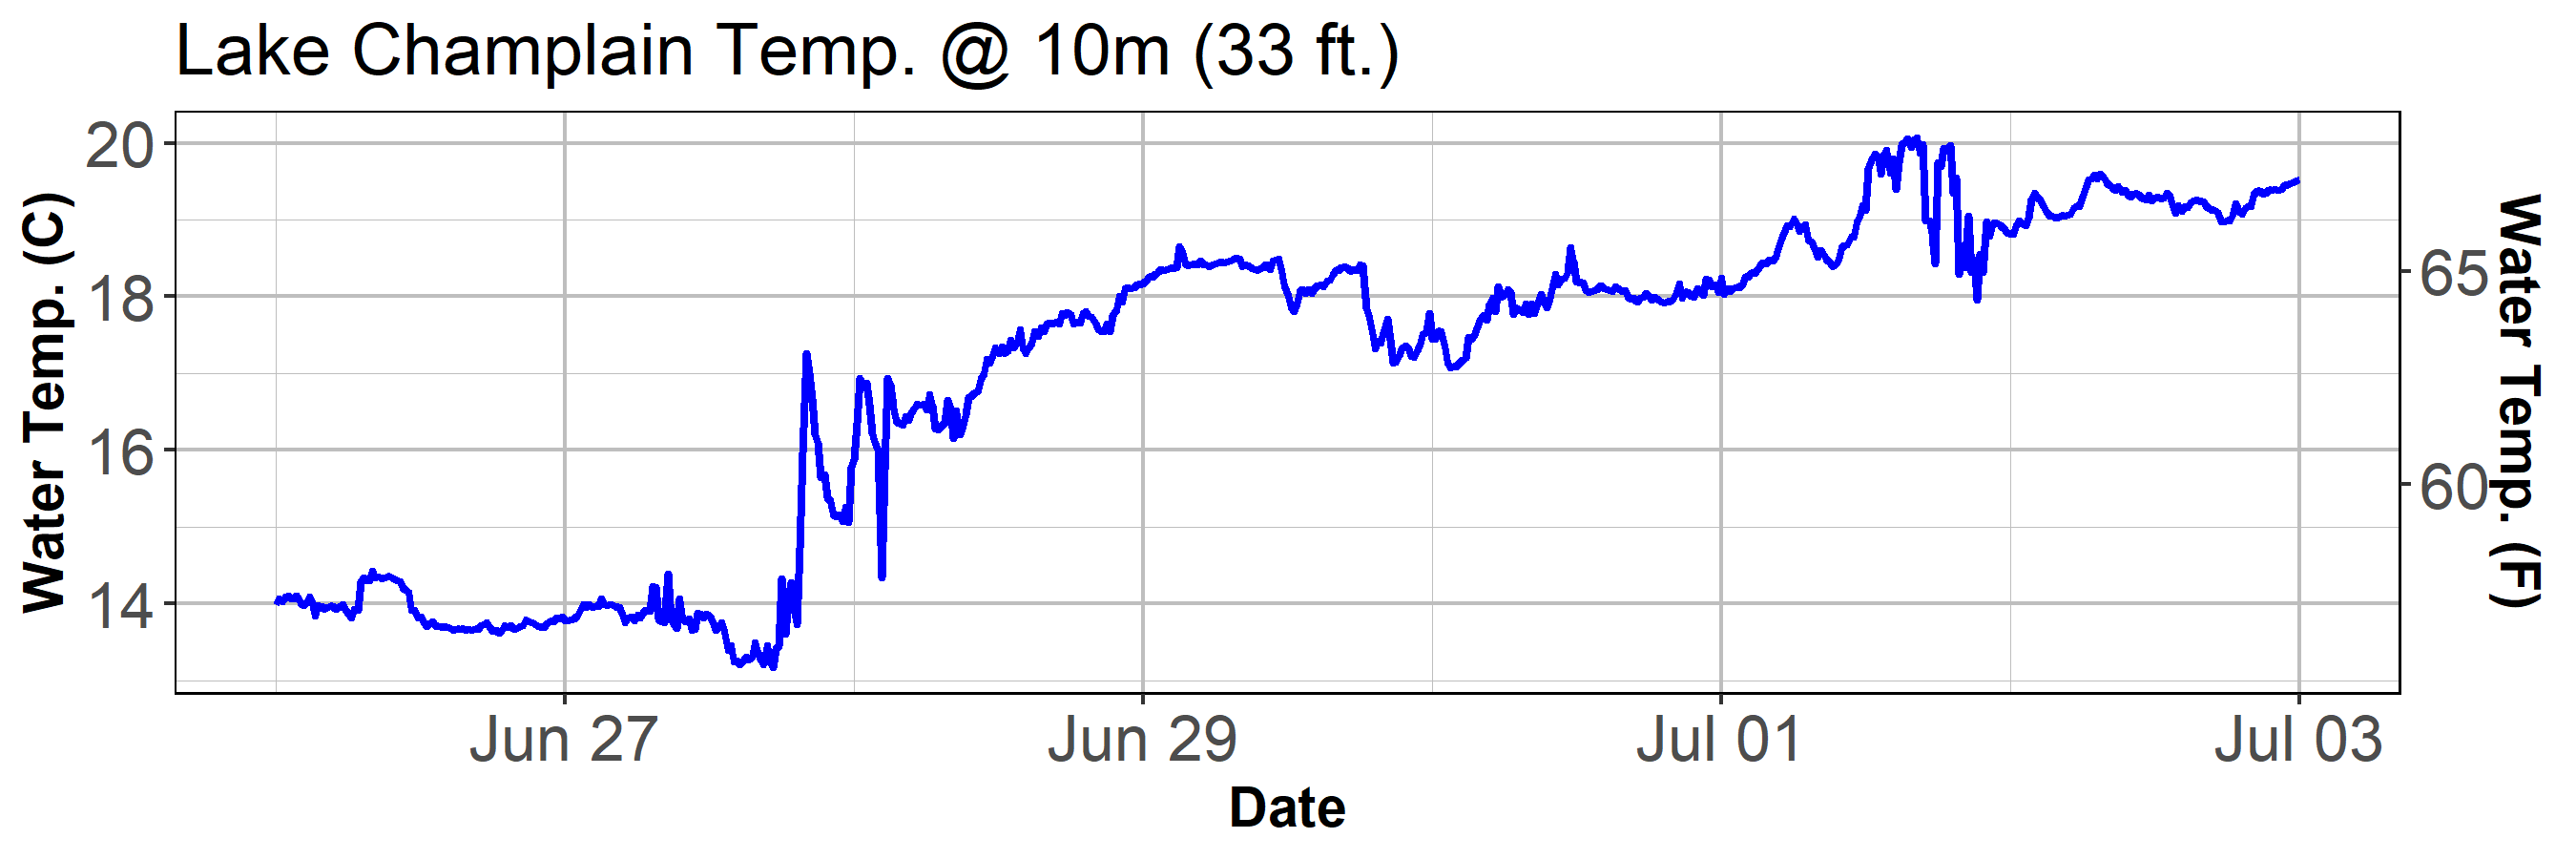 Lake Champlain Temp. @ 10m (33 ft.)
Water Temp. (C)
20
18
16
14
65
60
Water Temp. (F)
Jun 27
Jun 29
Jul 01
Jul 03
Date